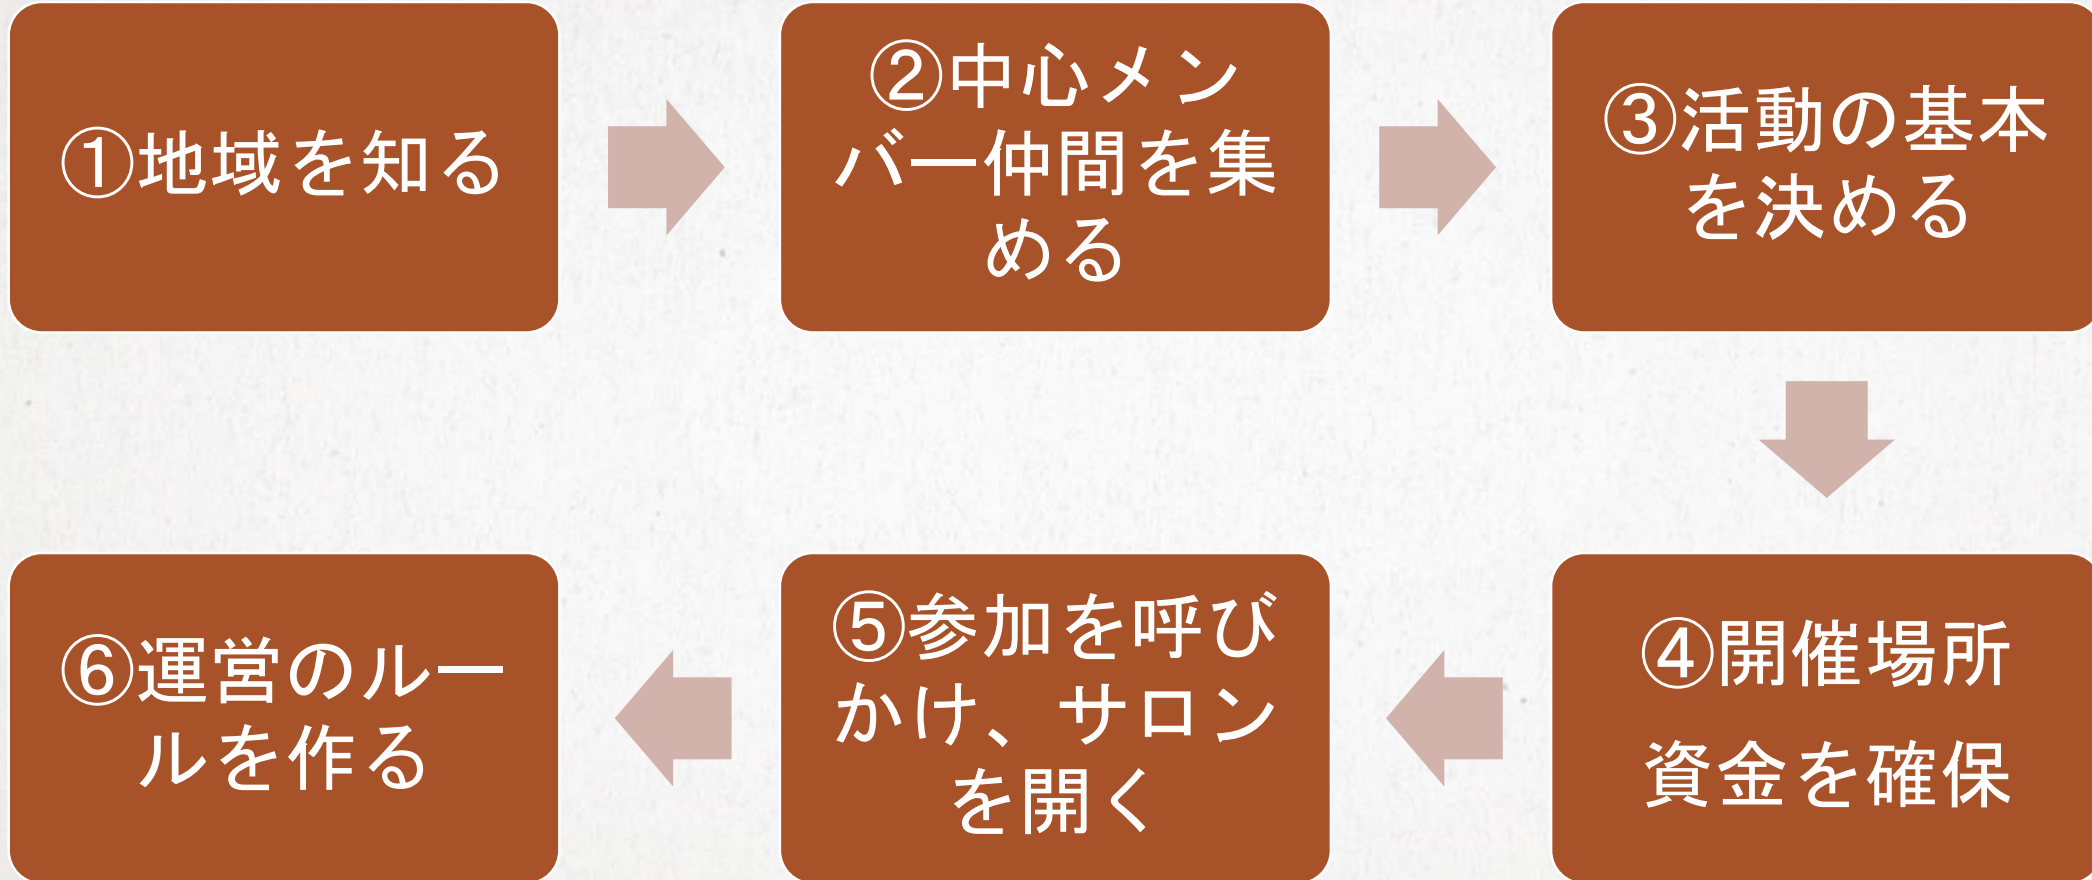 ①地域を知る
②中心メン
バー仲間を集
める
③活動の基本
を決める
④開催場所
資金を確保
⑤参加を呼び
かけ、サロン
を開く
⑥運営のルー
ルを作る